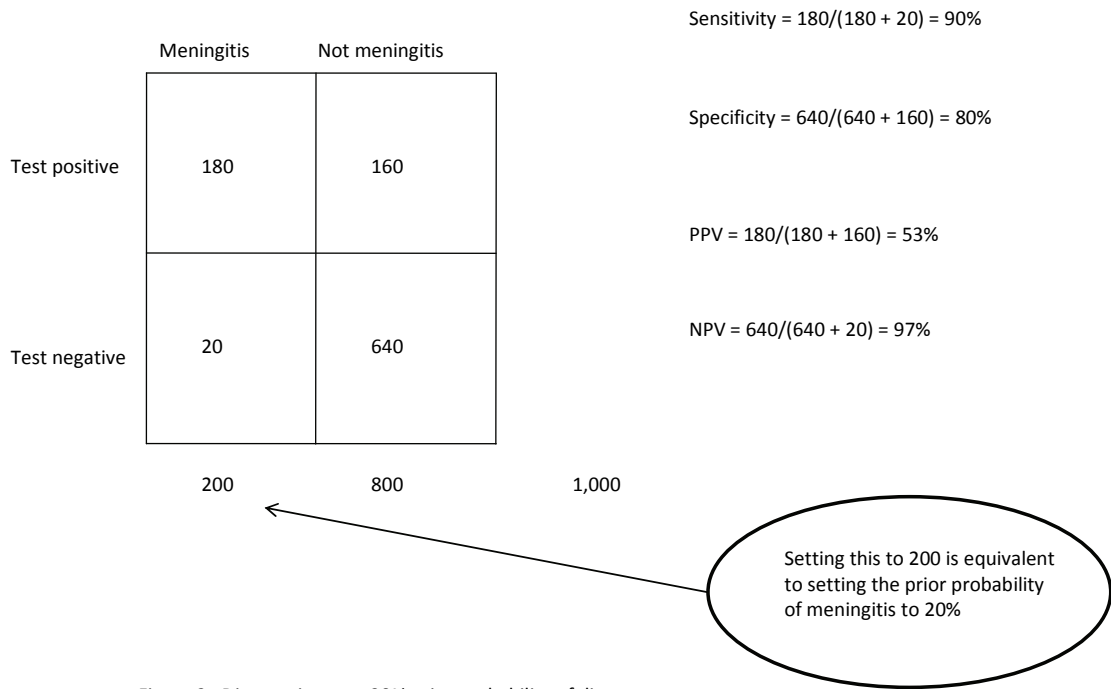 Sensitivity = 180/(180 + 20) = 90%
Meningitis Not meningitis
Specificity = 640/(640 + 160) = 80%
Test positive 180 160
PPV = 180/(180 + 160) = 53%
NPV = 640/(640 + 20) = 97%
Test negative 20 640
200 800 1,000
Setting this to 200 is equivalent
to setting the prior probability
of meningitis to 20%